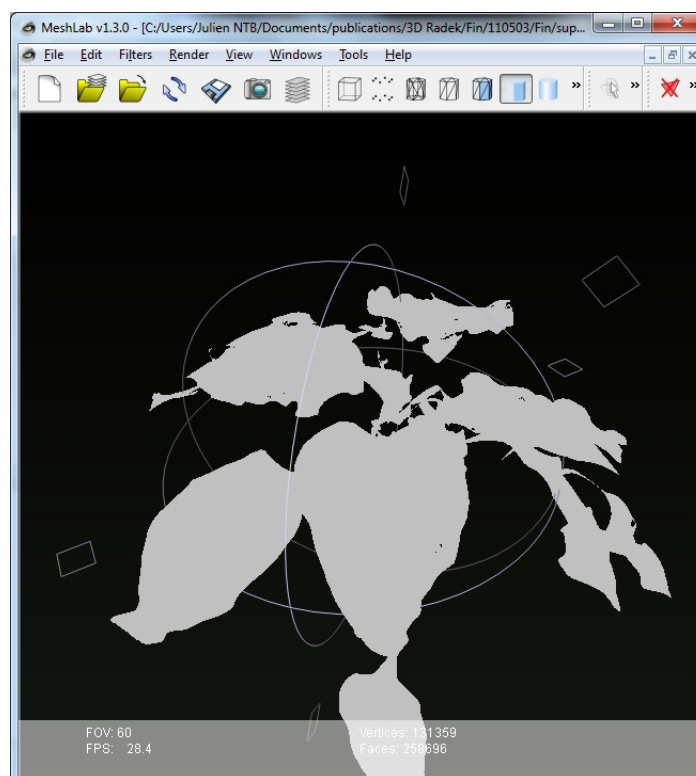 MeshLab v1.3.0 - [C:/Users/Julien NTB/Documents/publications/3D Radek/Fin/110503/Fin/sup...
File Edit Filters Render View Windows Tools Help
FOV: 60 Vertices: 131359
FPS: 28.4 Faces: 258696